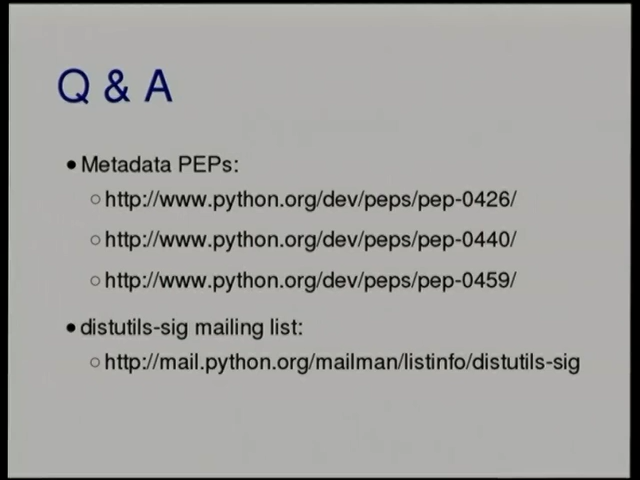 Q & A
●Metadata PEPs:
○http://www.python.org/dev/peps/pep-0426/
○http://www.python.org/dev/peps/pep-0440/
○http://www.python.org/dev/peps/pep-0459/
●distutils-sig mailing list:
○http://mail.python.org/mailman/listinfo/distutils-sig